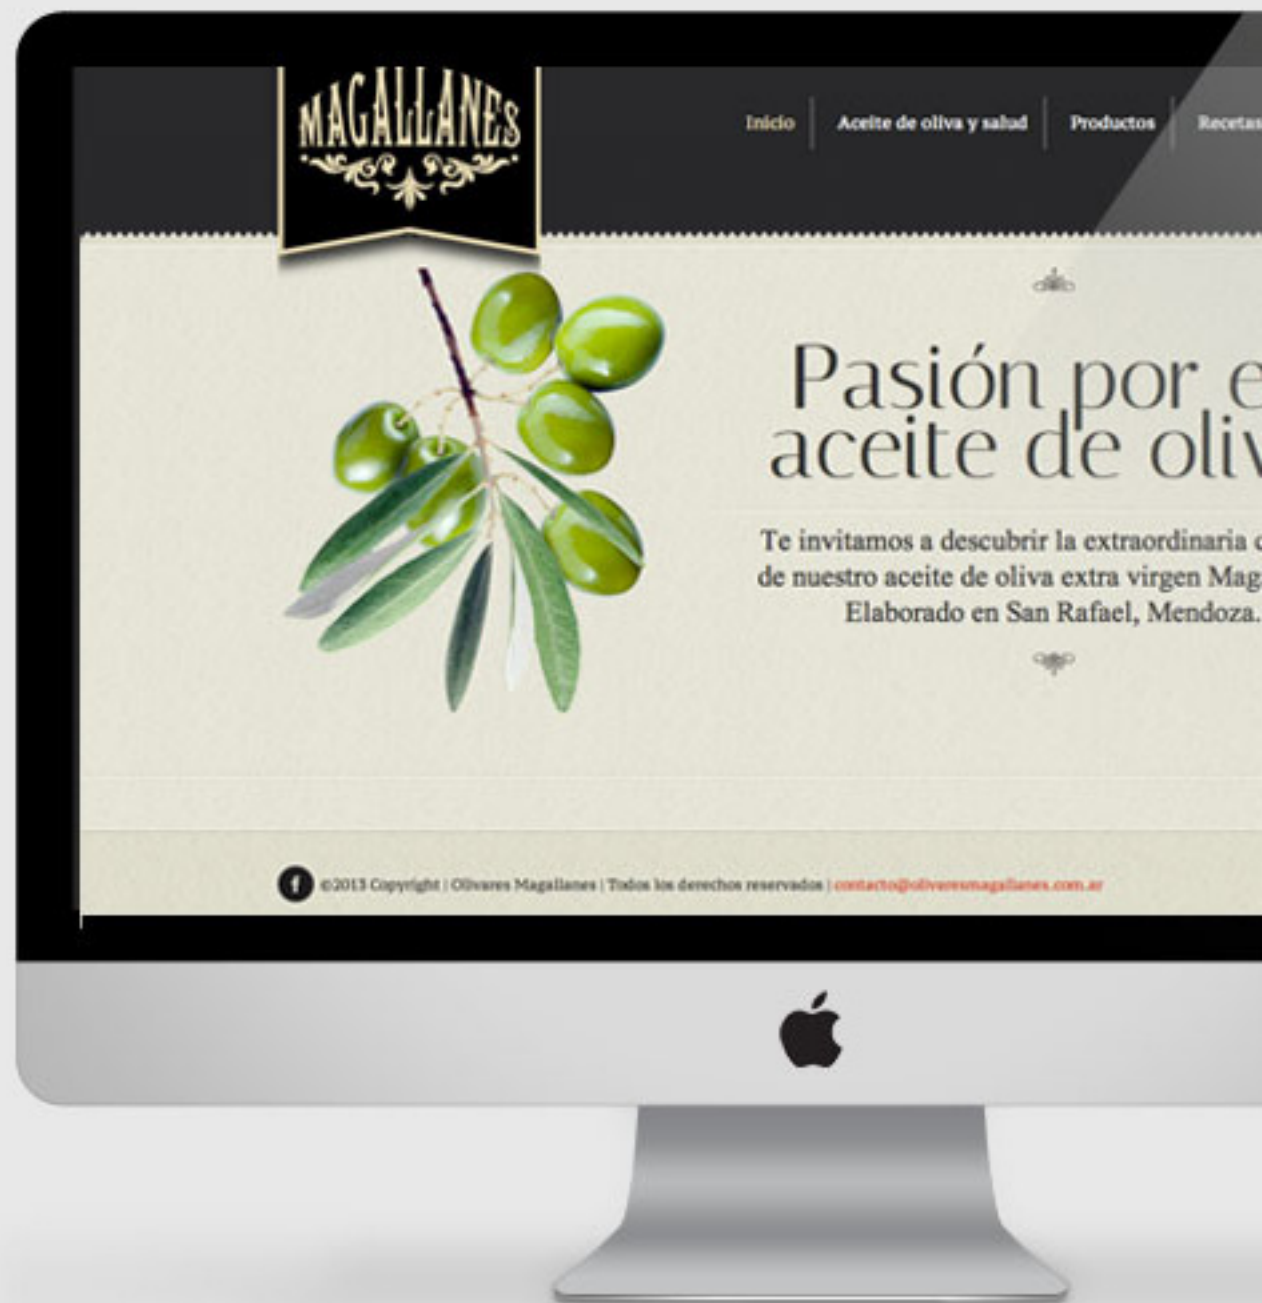 MAGALLANES
Inicio Aceite de oliva y salud Productos Recetas
Pasión por e
aceite de oliv
Te invitamos a descubrir la extraordinaria c
de nuestro aceite de oliva extra virgen Mag
Elaborado en San Rafael, Mendoza.
f ©2013 Copyright | Olivares Magallanes | Todos los derechos reservados | contacto@olivaresmagallanes.com.ar